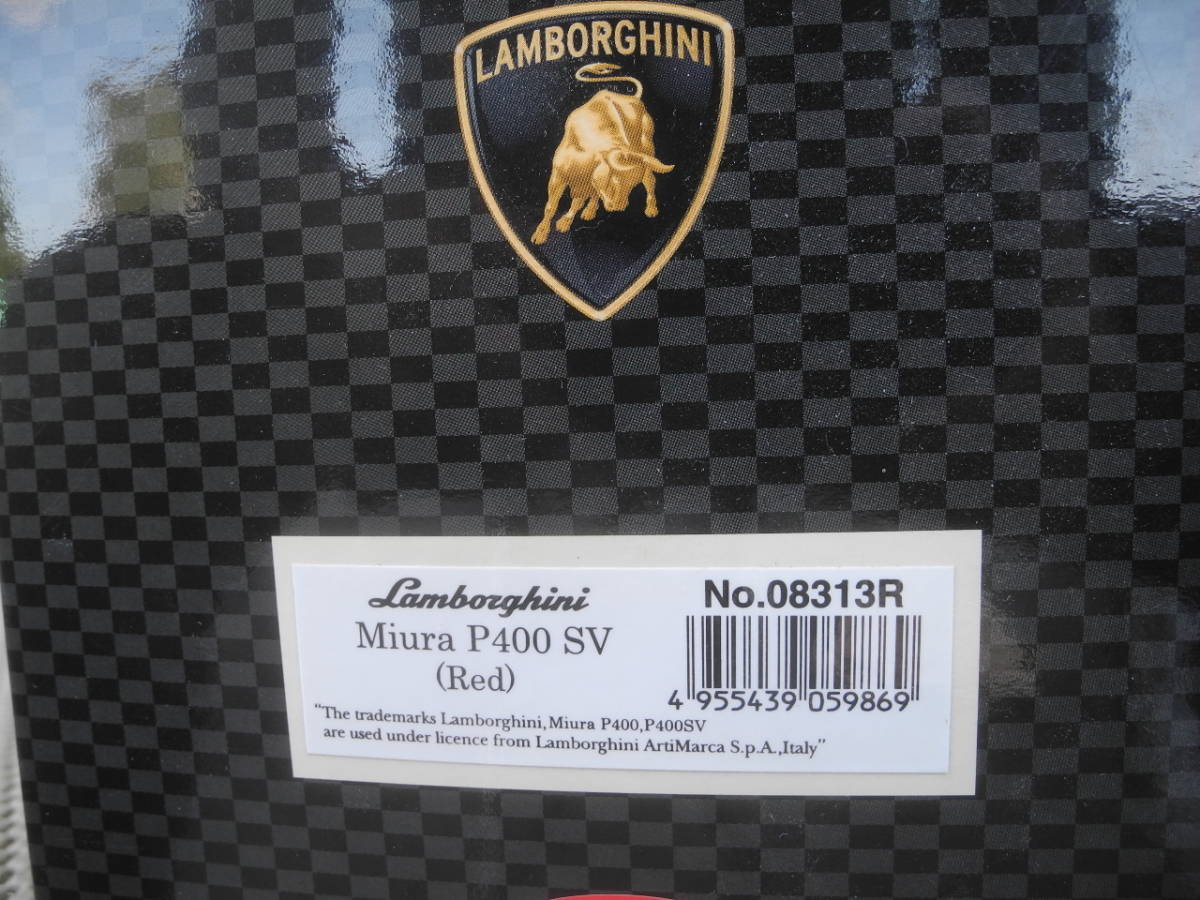 LAMBORGHINI
Lamborghini
Miura P400 SV
(Red)
No.08313R
4 955439 059869
"The trademarks Lamborghini,Miura P400,P400SV
are used under licence from Lamborghini ArtiMarca S.p.A.,Italy"